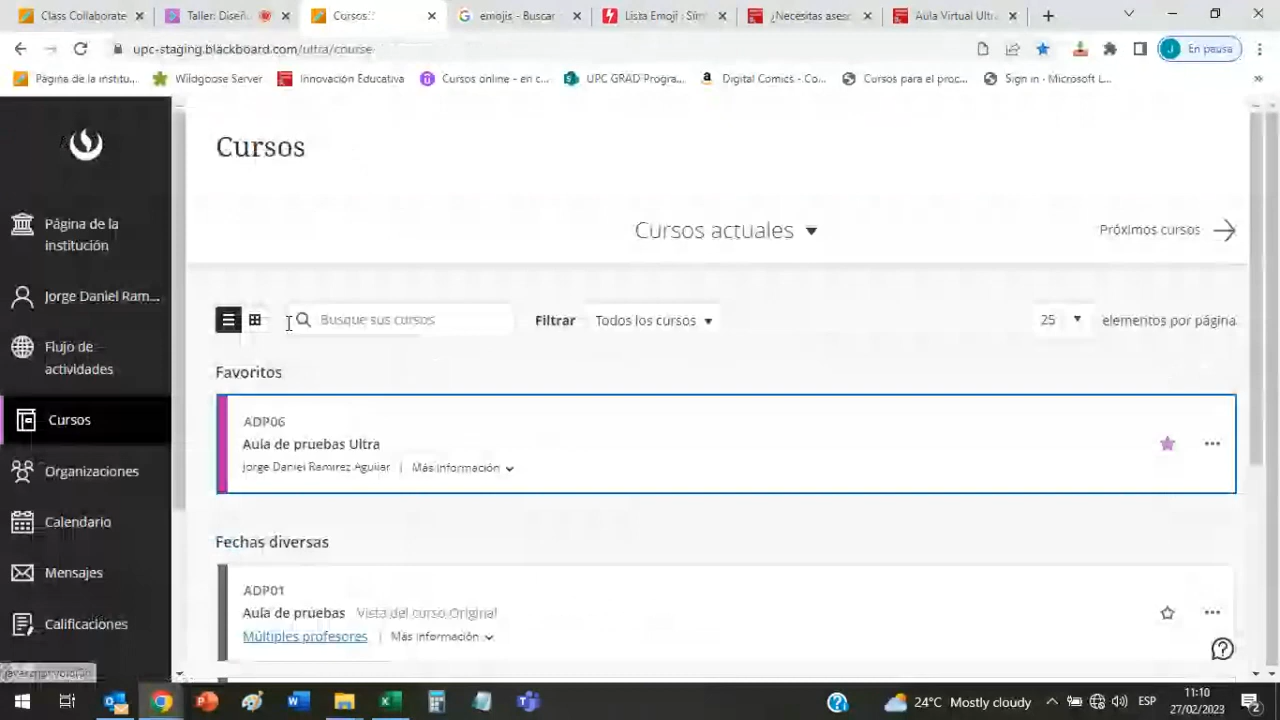 Class Collaborate
Taller: Diseñ
Cursos
emojis - Buscar
Lista Emoji
¿Necesitas ases
Aula Virtual Ultra
upc-staging.blackboard.com/ultra/course
En pausa
Página de la institu...
Wildgoose Server
Innovación Educativa
Cursos online - en c...
UPC GRAD Progra...
Digital Comics - Co...
Cursos para el proc...
Sign in - Microsoft L...
»
Página de la
institución
Jorge Daniel Ram...
Flujo de
actividades
Cursos
Organizaciones
Calendario
Mensajes
Calificaciones
Cursos
Cursos actuales
Próximos cursos
Busque sus cursos
Filtrar
Todos los cursos
25
elementos por página
Favoritos
ADP06
Aula de pruebas Ultra
Jorge Daniel Ramirez Aguilar | Más información
Fechas diversas
ADP01
Aula de pruebas Vista del curso Original
Múltiples profesores | Más información
24°C Mostly cloudy
ESP
11:10
27/02/2023